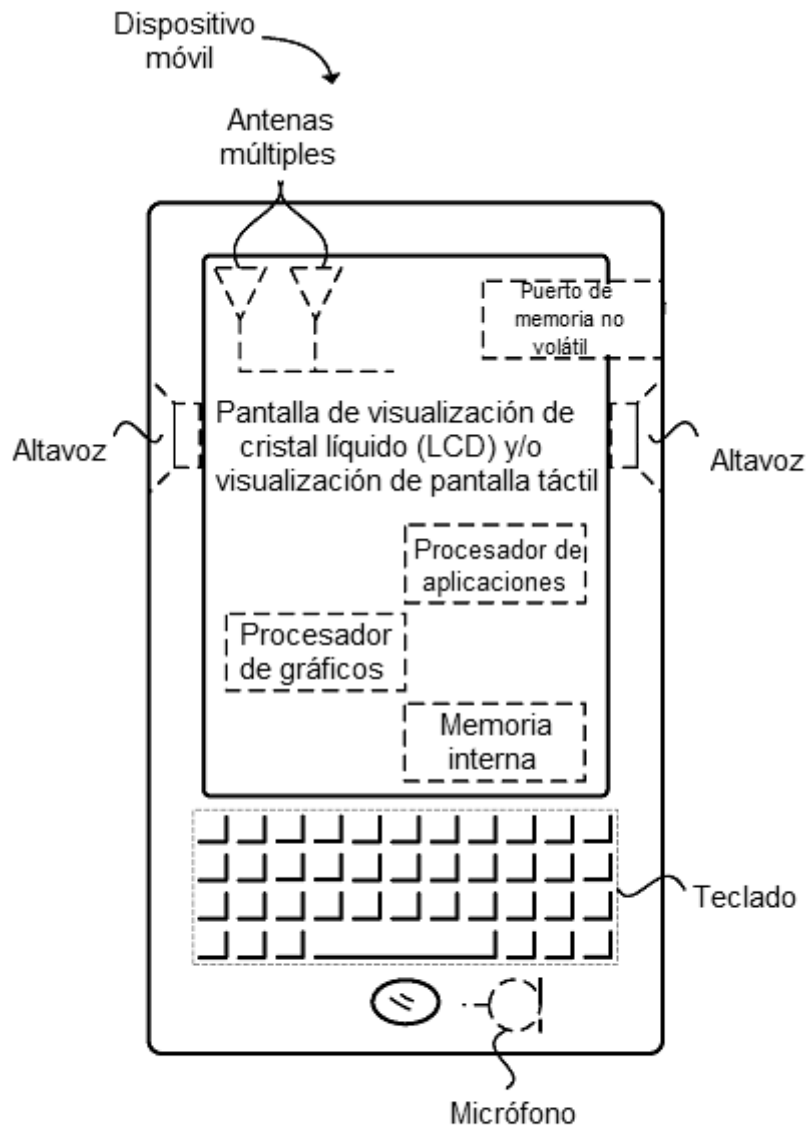 Dispositivo
móvil
Antenas
múltiples
Puerto de
memoria no
volátil
Altavoz
Pantalla de visualización de
cristal líquido (LCD) y/o
visualización de pantalla táctil
Altavoz
Procesador de
aplicaciones
Procesador
de gráficos
Memoria
interna
Teclado
Micrófono